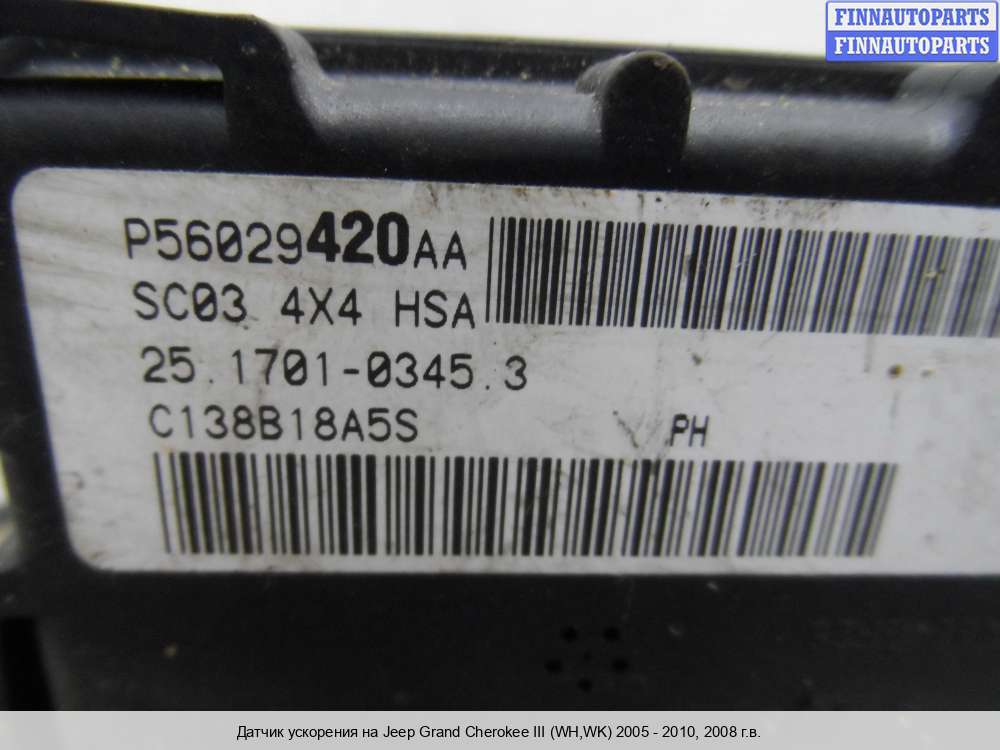 FINNAUTOPARTS
FINNAUTOPARTS
P56029420AA
SC03 4X4 HSA
25.1701-0345.3
C138B18A5S PH
Датчик ускорения на Jeep Grand Cherokee III (WH,WK) 2005 - 2010, 2008 г.в.